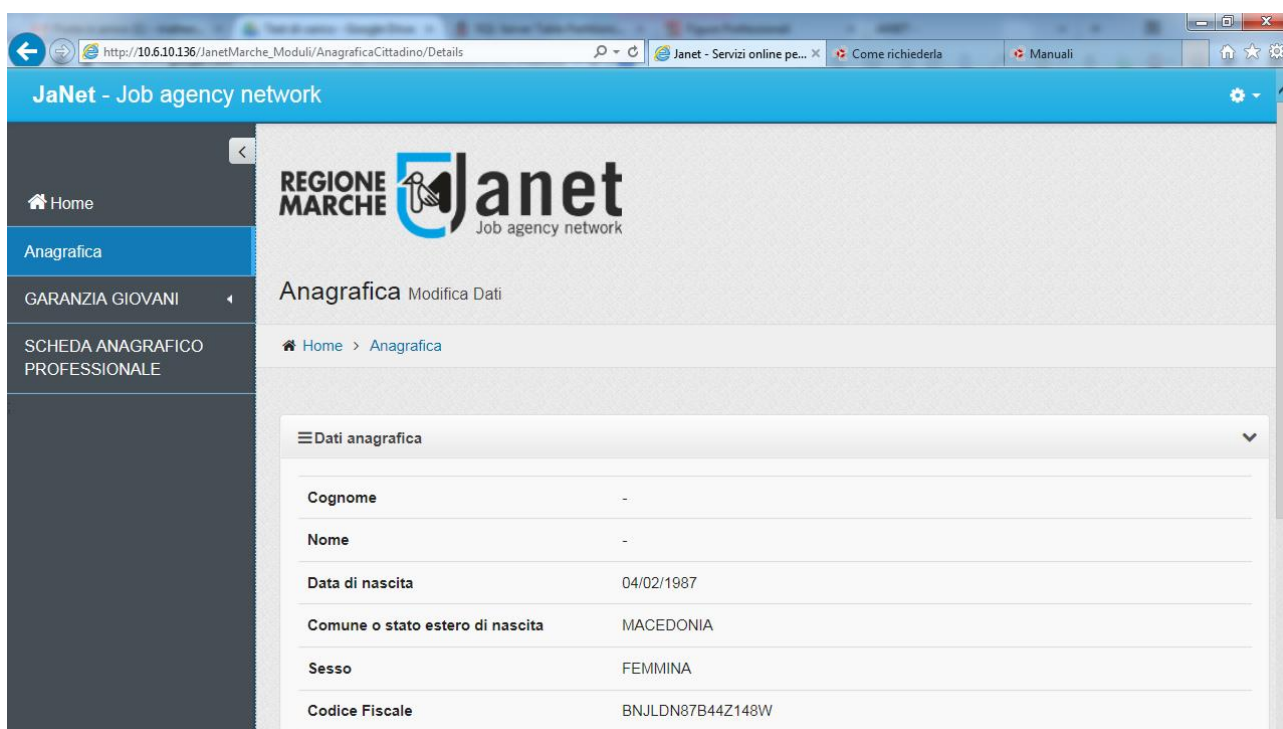 http://10.6.10.136/JanetMarche_Moduli/AnagraficaCittadino/Details
Janet - Servizi online pe...
Come richiederla
Manuali
JaNet - Job agency network
Home
Anagrafica
GARANZIA GIOVANI
SCHEDA ANAGRAFICO
PROFESSIONALE
REGIONE
MARCHE
Janet
Job agency network
Anagrafica Modifica Dati
Home > Anagrafica
Dati anagrafica
Cognome -
Nome -
Data di nascita 04/02/1987
Comune o stato estero di nascita MACEDONIA
Sesso FEMMINA
Codice Fiscale BNJLDN87B44Z148W